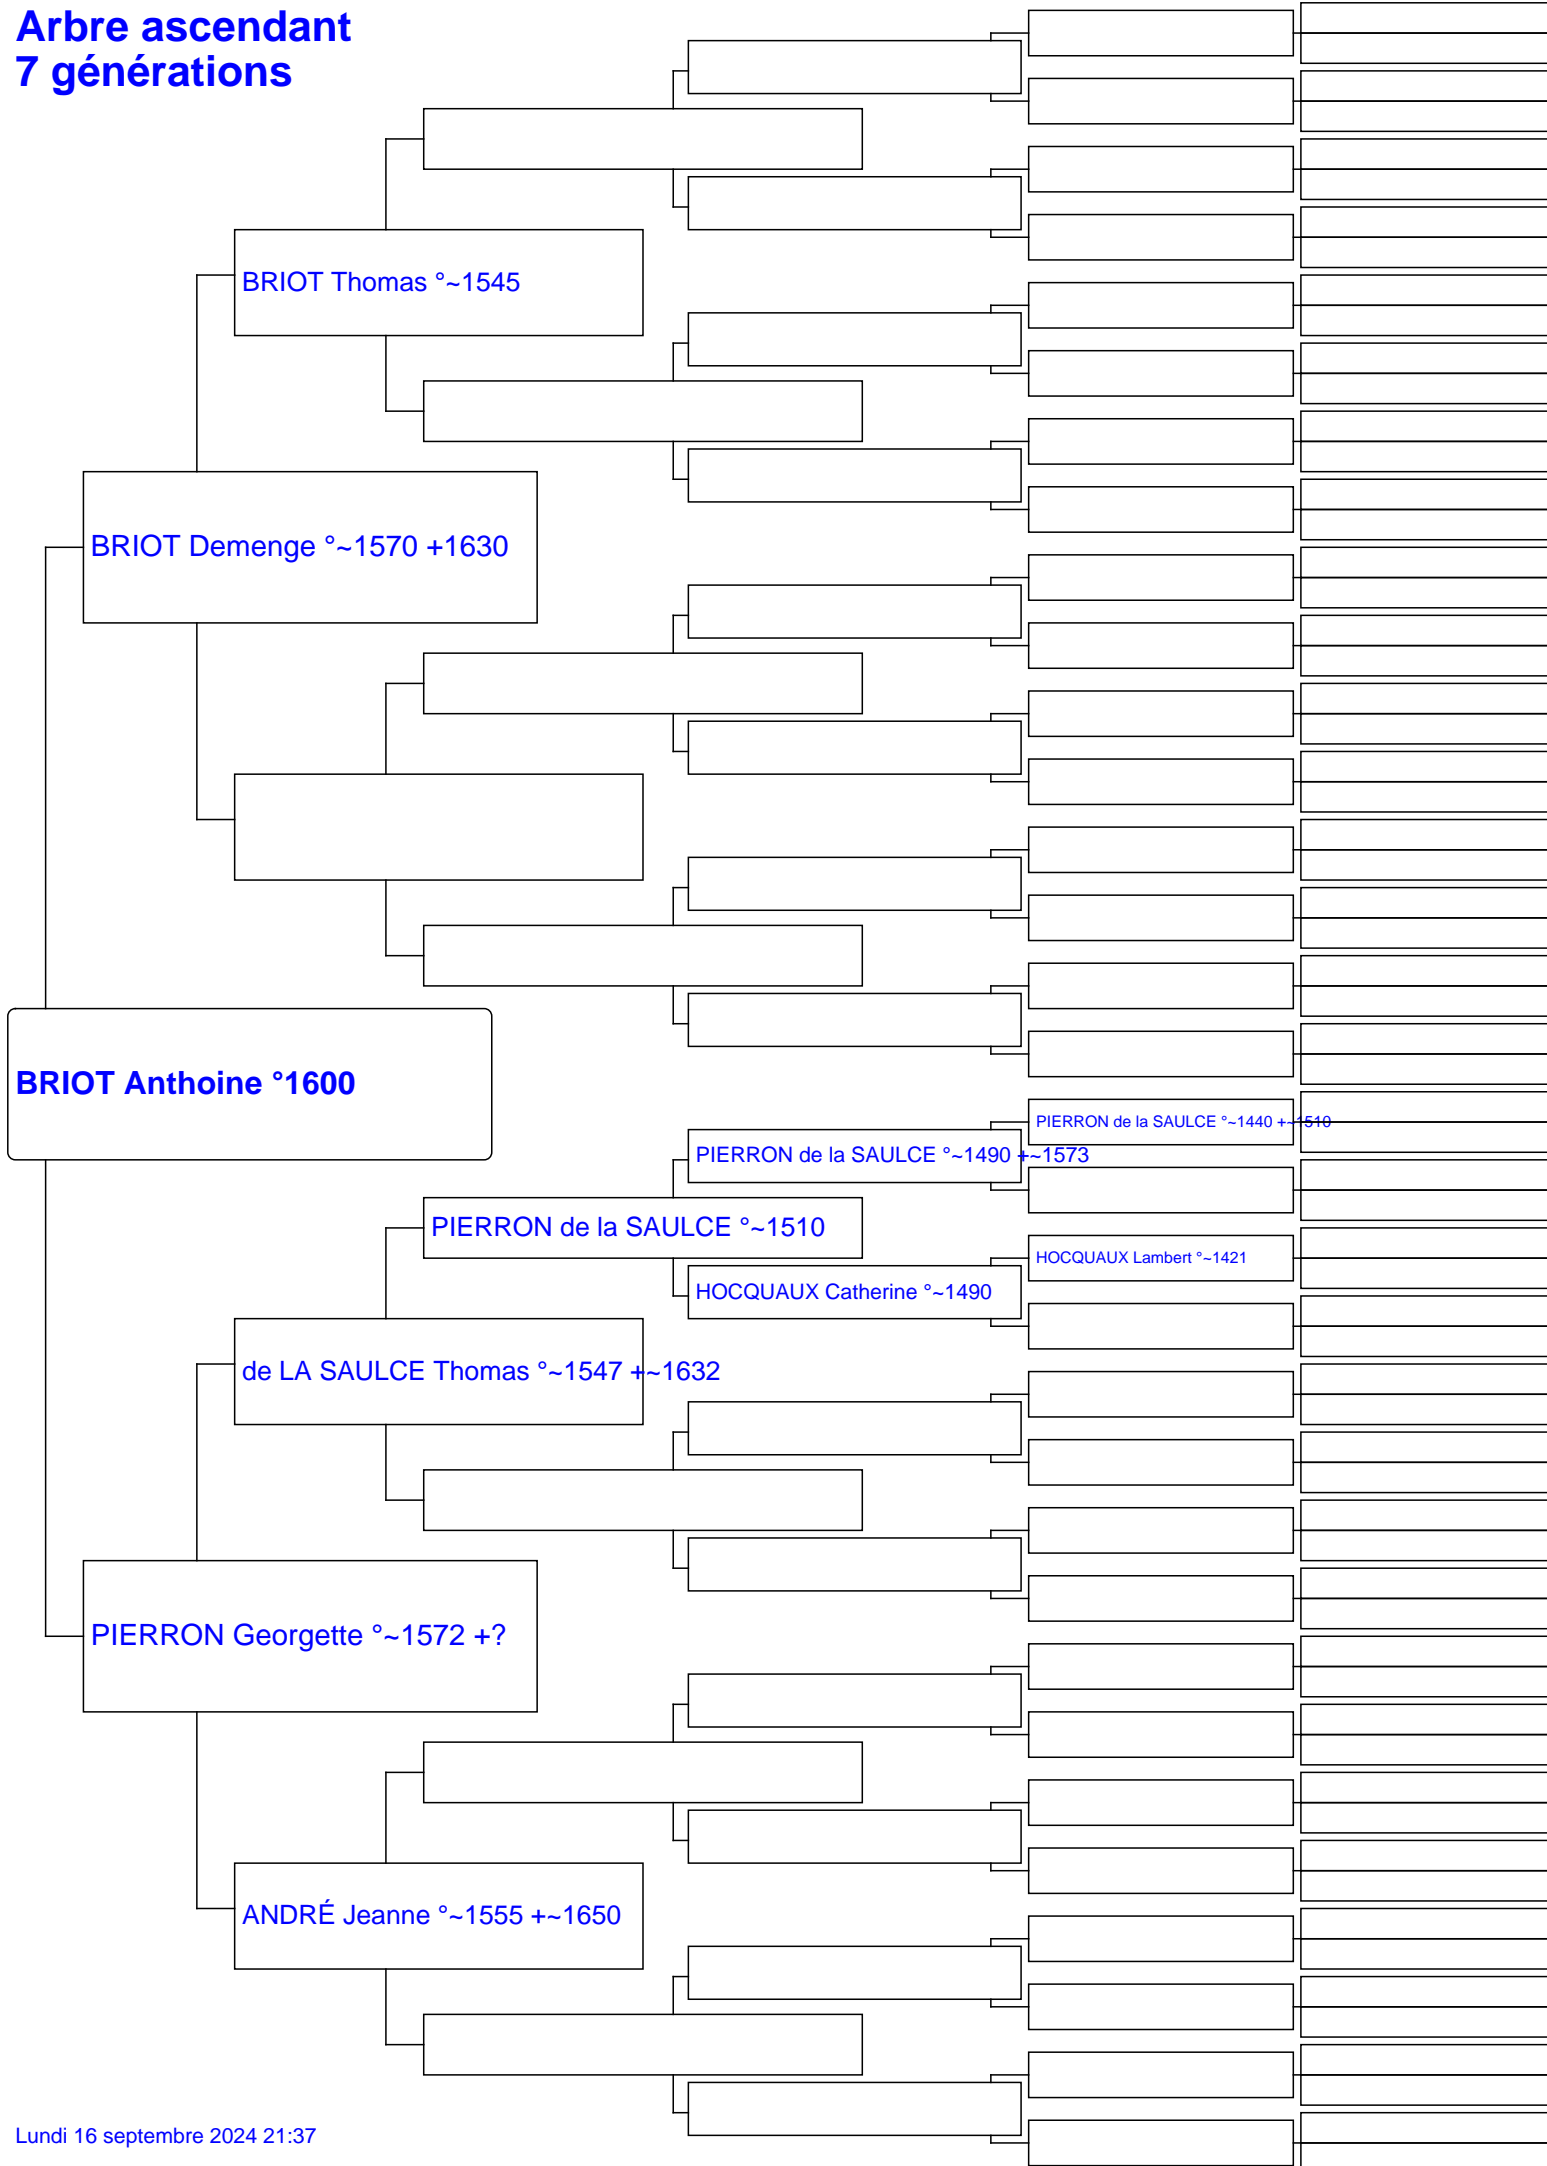 Arbre ascendant
7 générations
BRIOT Thomas °~1545
BRIOT Demenge °~1570 +1630
BRIOT Anthoine °1600
PIERRON de la SAULCE °~1440 +~1510
PIERRON de la SAULCE °~1490 +~1573
PIERRON de la SAULCE °~1510
HOCQUAUX Lambert °~1421
HOCQUAUX Catherine °~1490
de LA SAULCE Thomas °~1547 +~1632
PIERRON Georgette °~1572 +?
ANDRÉ Jeanne °~1555 +~1650
Lundi 16 septembre 2024 21:37